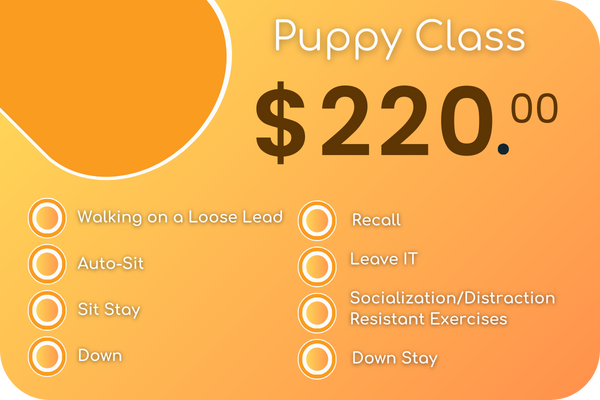 Puppy Class
$220.00
Walking on a Loose Lead
Auto-Sit
Sit Stay
Down
Recall
Leave IT
Socialization/Distraction
Resistant Exercises
Down Stay